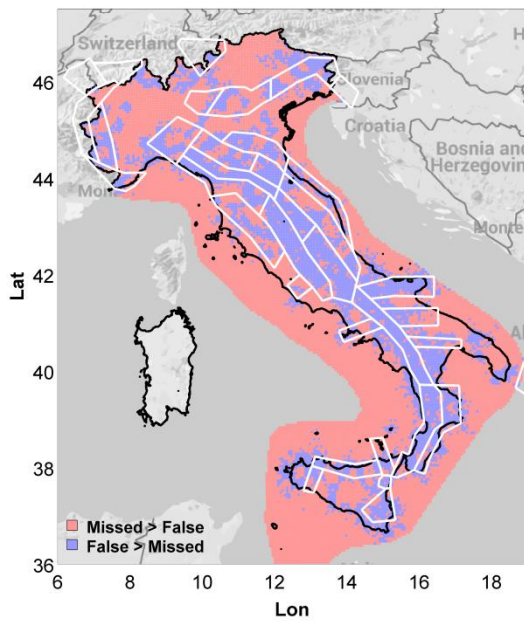 Switzerland
H
Slovenia
Croatia
Bosnia and
Herzegovin
Mon
Monte
Al
46
44
42
40
38
36
Lat
Missed > False
False > Missed
6
8
10
12
14
16
18
Lon